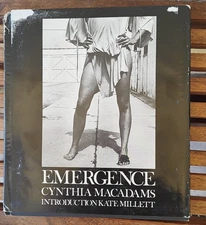 EMERGENCE
CYNTHIA MACADAMS
INTRODUCTION KATE MILLETT